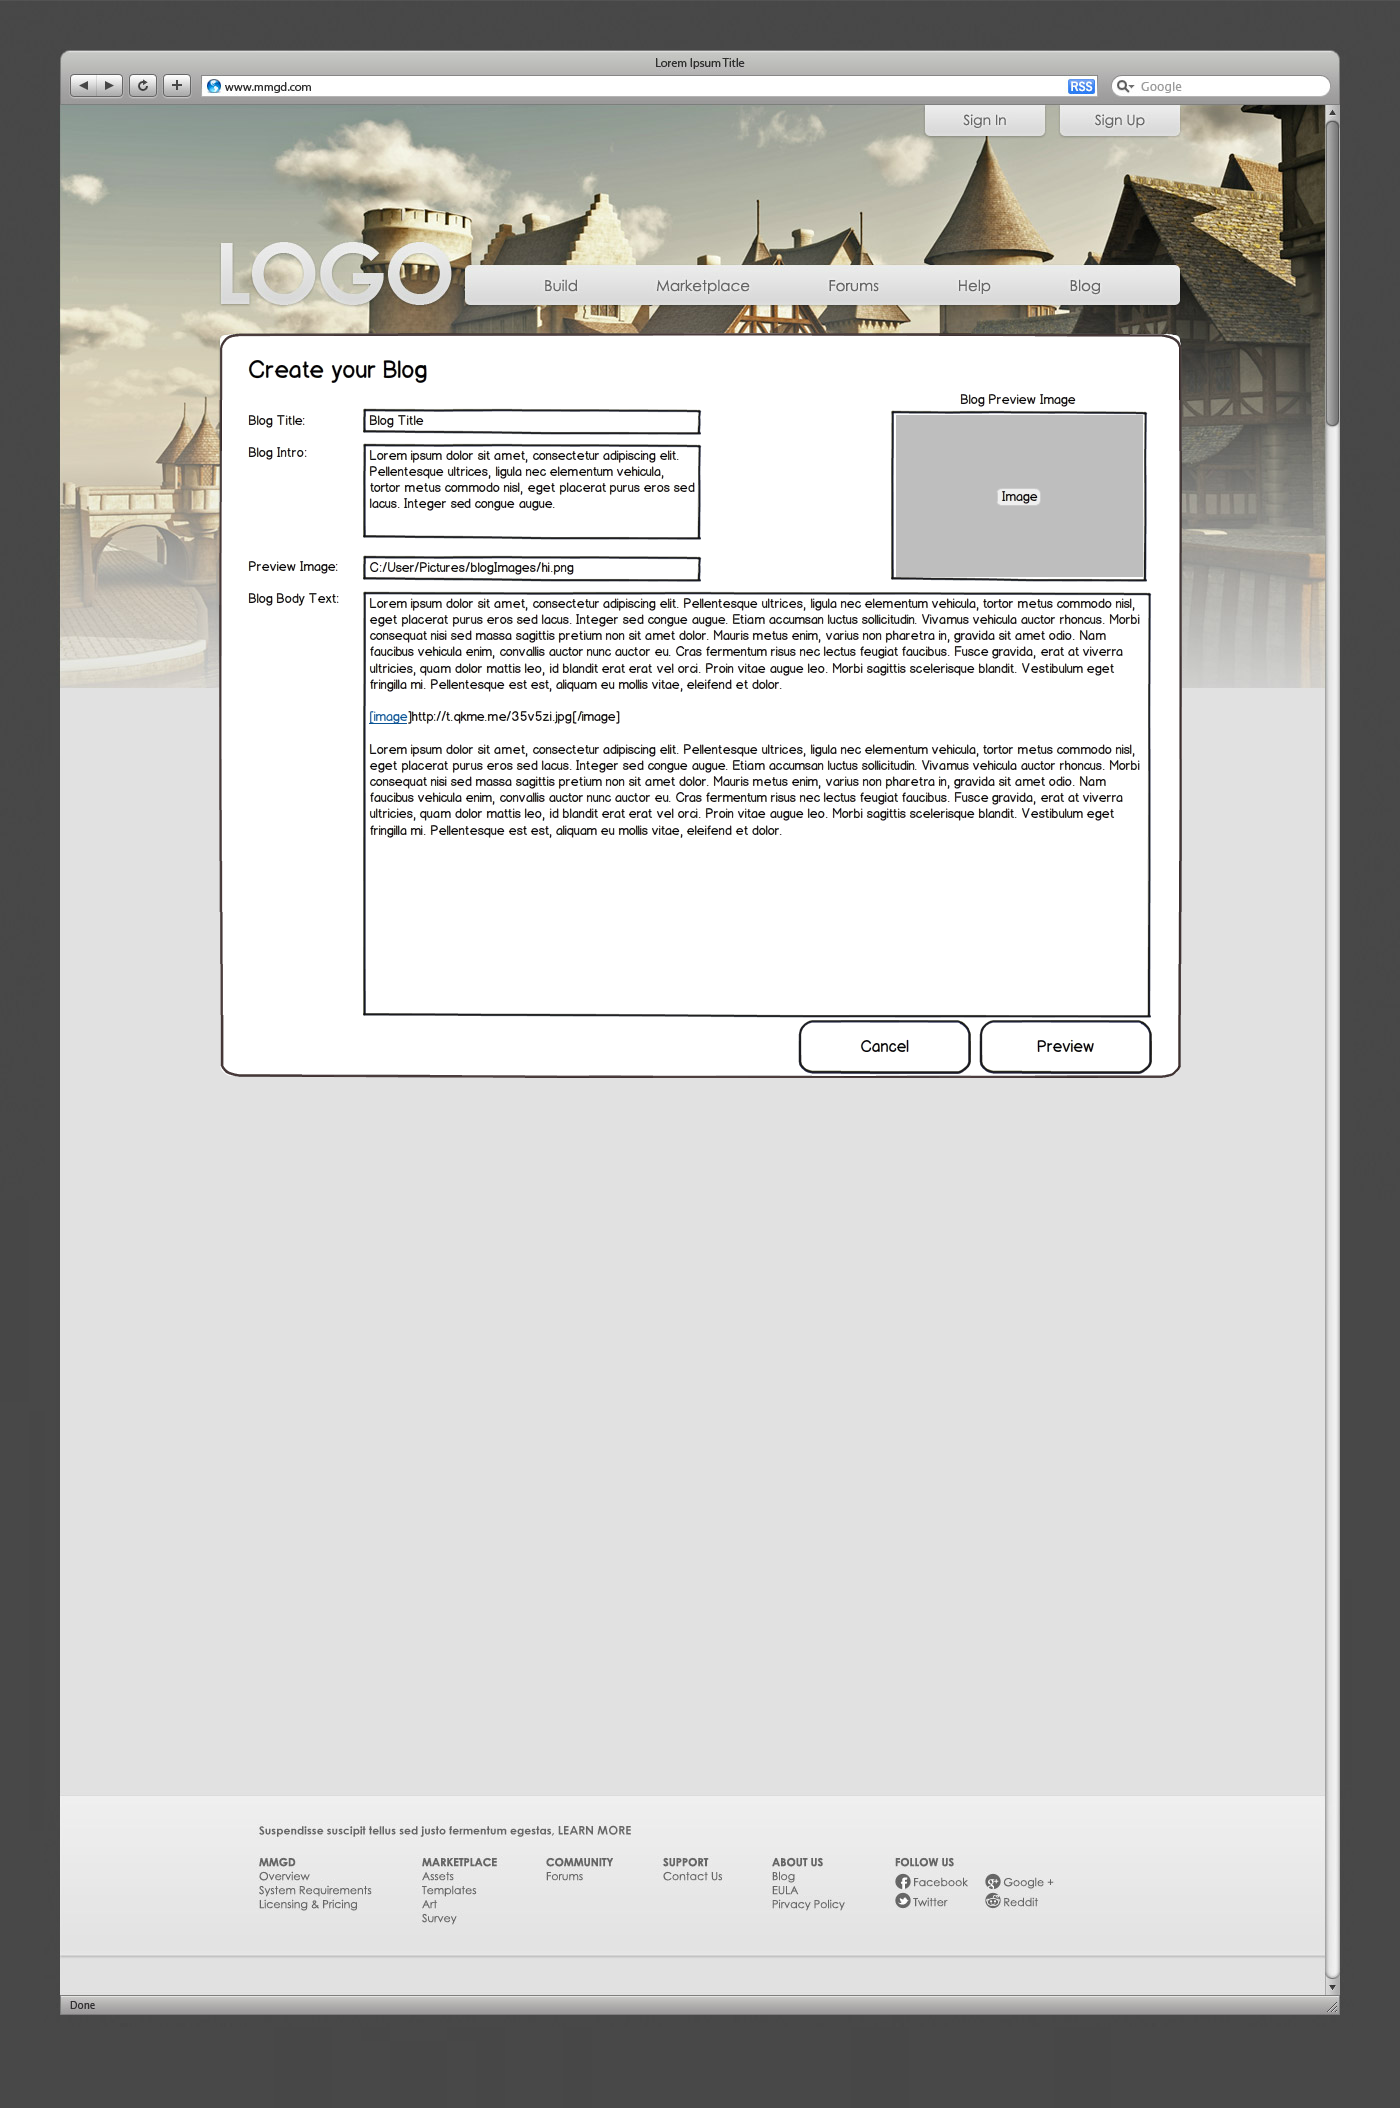 Lorem Ipsum Title
www.mmgd.com
RSS
Google
Sign In
Sign Up
LOGO
Build
Marketplace
Forums
Help
Blog
Create your Blog
Blog Preview Image
Blog Title:
Blog Title
Blog Intro:
Lorem ipsum dolor sit amet, consectetur adipiscing elit.
Pellentesque ultrices, ligula nec elementum vehicula,
tortor metus commodo nisl, eget placerat purus eros sed
lacus. Integer sed congue augue.
Image
Preview Image:
C:/User/Pictures/blogImages/hi.png
Blog Body Text:
Lorem ipsum dolor sit amet, consectetur adipiscing elit. Pellentesque ultrices, ligula nec elementum vehicula, tortor metus commodo nisl,
eget placerat purus eros sed lacus. Integer sed congue augue. Etiam accumsan luctus sollicitudin. Vivamus vehicula auctor rhoncus. Morbi
consequat nisi sed massa sagittis pretium non sit amet dolor. Mauris metus enim, varius non pharetra in, gravida sit amet odio. Nam
faucibus vehicula enim, convallis auctor nunc auctor eu. Cras fermentum risus nec lectus feugiat faucibus. Fusce gravida, erat at viverra
ultricies, quam dolor mattis leo, id blandit erat erat vel orci. Proin vitae augue leo. Morbi sagittis scelerisque blandit. Vestibulum eget
fringilla mi. Pellentesque est est, aliquam eu mollis vitae, eleifend et dolor.
[image]http://t.qkme.me/35v5zi.jpg[/image]
Lorem ipsum dolor sit amet, consectetur adipiscing elit. Pellentesque ultrices, ligula nec elementum vehicula, tortor metus commodo nisl,
eget placerat purus eros sed lacus. Integer sed congue augue. Etiam accumsan luctus sollicitudin. Vivamus vehicula auctor rhoncus. Morbi
consequat nisi sed massa sagittis pretium non sit amet dolor. Mauris metus enim, varius non pharetra in, gravida sit amet odio. Nam
faucibus vehicula enim, convallis auctor nunc auctor eu. Cras fermentum risus nec lectus feugiat faucibus. Fusce gravida, erat at viverra
ultricies, quam dolor mattis leo, id blandit erat erat vel orci. Proin vitae augue leo. Morbi sagittis scelerisque blandit. Vestibulum eget
fringilla mi. Pellentesque est est, aliquam eu mollis vitae, eleifend et dolor.
Cancel
Preview
Suspendisse suscipit tellus sed justo fermentum egestas, LEARN MORE
MMGD
Overview
System Requirements
Licensing & Pricing
MARKETPLACE
Assets
Templates
Art
Survey
COMMUNITY
Forums
SUPPORT
Contact Us
ABOUT US
Blog
EULA
Pirvacy Policy
FOLLOW US
Facebook
Google +
Twitter
Reddit
Done